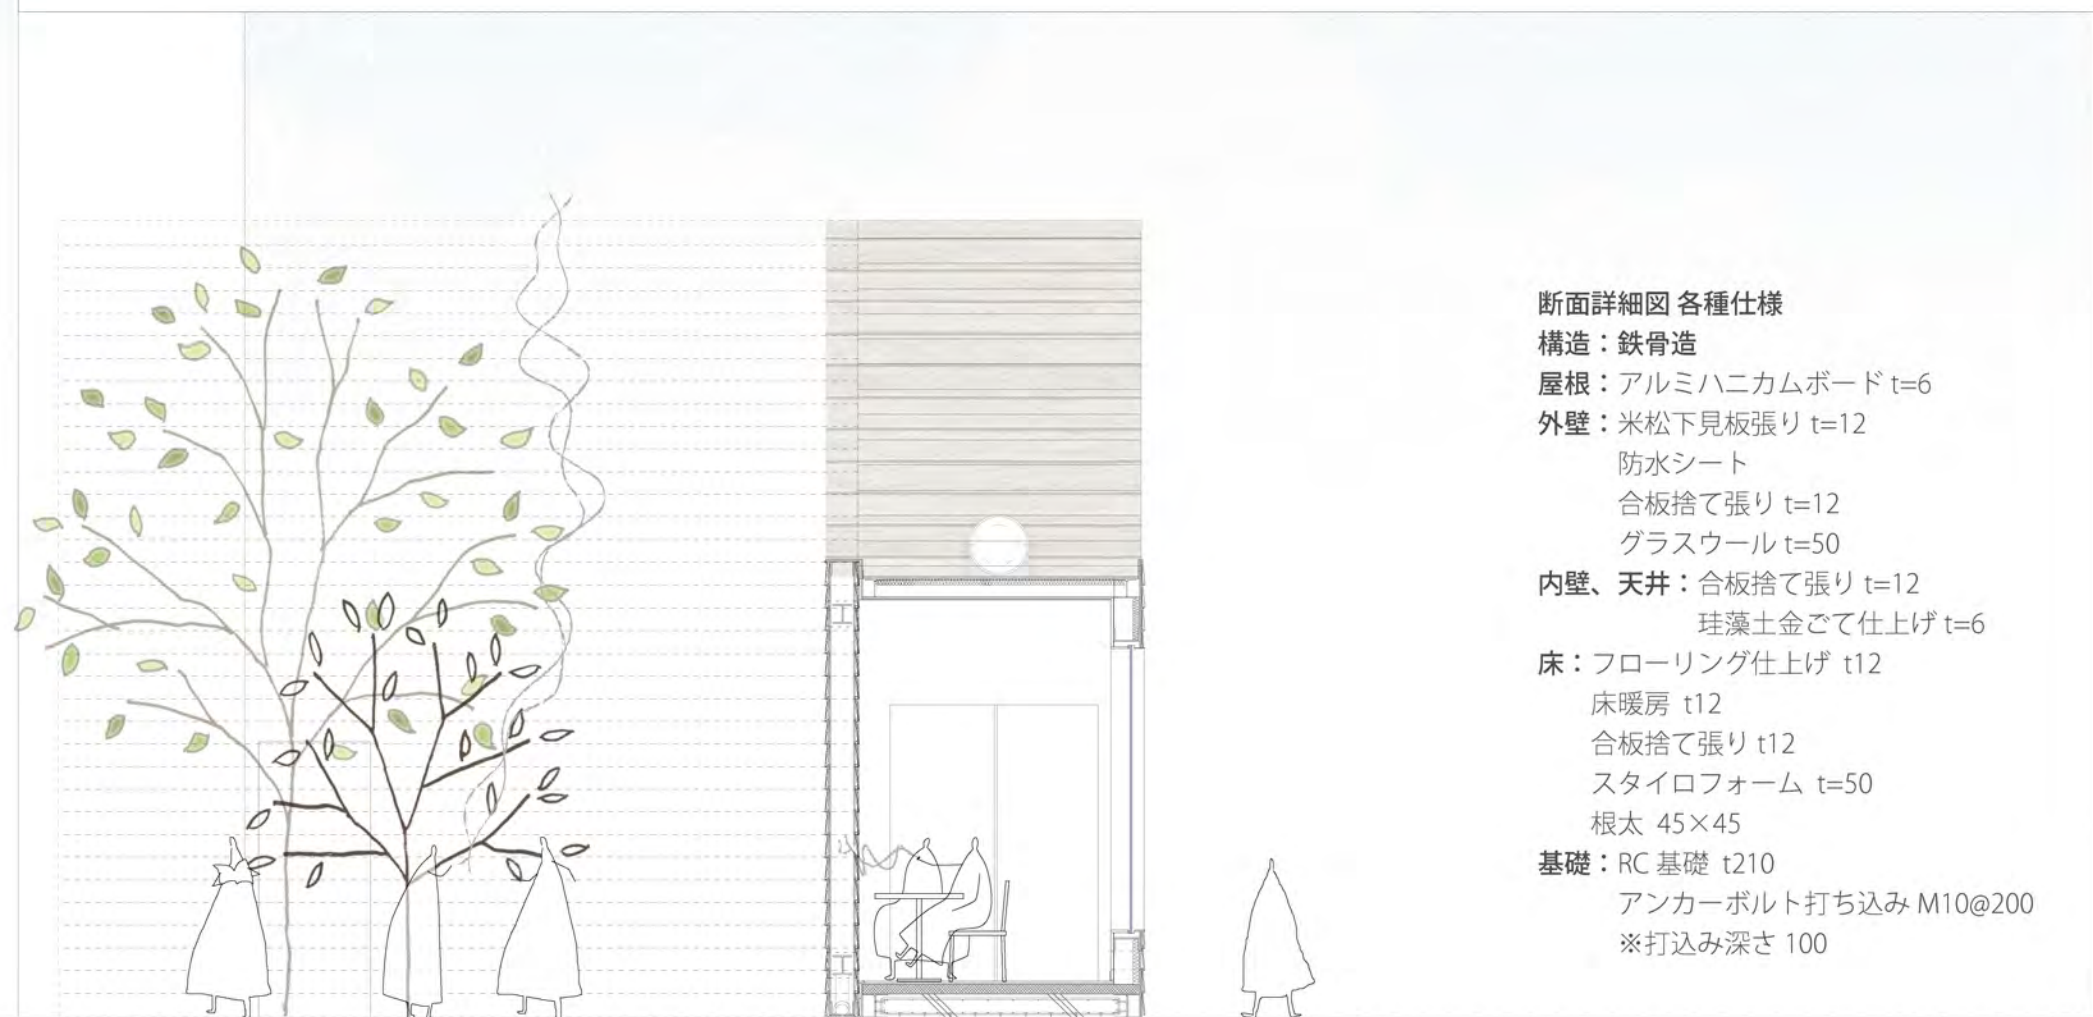 断面詳細図 各種仕様
構造：鉄骨造
屋根：アルミハニカムボード t=6
外壁：米松下見板張り t=12
防水シート
合板捨て張り t=12
グラスウール t=50
内壁、天井：合板捨て張り t=12
珪藻土金ごて仕上げ t=6
床：フローリング仕上げ t12
床暖房 t12
合板捨て張り t12
スタイロフォーム t=50
根太 45×45
基礎：RC 基礎 t210
アンカーボルト打ち込み M10@200
※打込み深さ 100